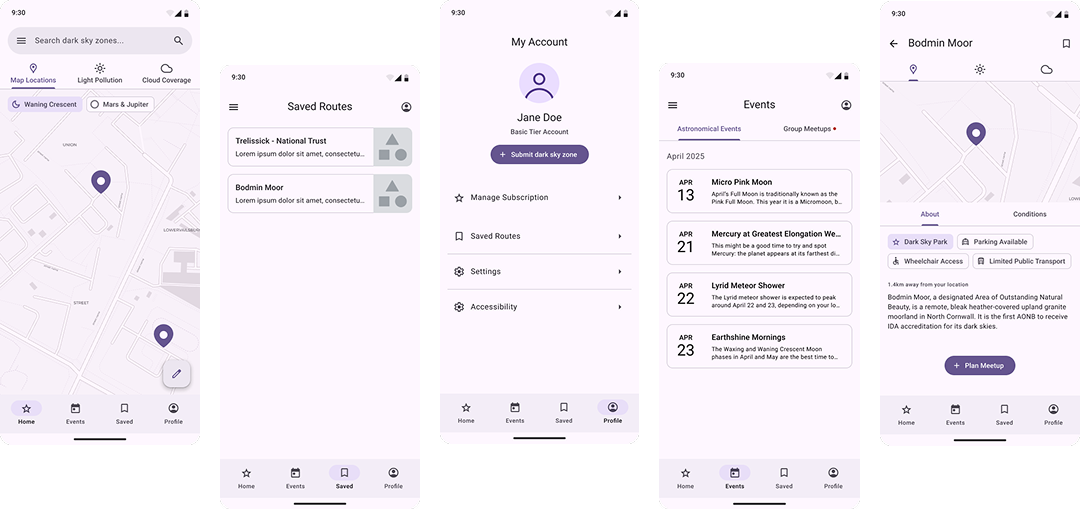 9:30
Search dark sky zones...
Map Locations
Light Pollution
Cloud Coverage
Waning Crescent
Mars & Jupiter
UNION
STREET
Home
Events
Saved
Profile
9:30
Saved Routes
Trelissick - National Trust
Lorem ipsum dolor sit amet, consectetu...
Bodmin Moor
Lorem ipsum dolor sit amet, consectetu...
Home
Events
Saved
Profile
9:30
My Account
Jane Doe
Basic Tier Account
+ Submit dark sky zone
Manage Subscription
Saved Routes
Settings
Accessibility
Home
Events
Saved
Profile
9:30
Events
Astronomical Events
Group Meetups
April 2025
APR
13
Micro Pink Moon
April's Full Moon is traditionally known as the
Pink Full Moon. This year it is a Micromoon, b...
APR
21
Mercury at Greatest Elongation We...
This might be a good time to try and spot
Mercury: the planet appears at its farthest di...
APR
22
Lyrid Meteor Shower
The Lyrid meteor shower is expected to peak
around April 22 and 23, depending on your lo...
APR
23
Earthshine Mornings
The Waxing and Waning Crescent Moon
phases in April and May are the best time to...
Home
Events
Saved
Profile
9:30
Bodmin Moor
About
Conditions
Dark Sky Park
Parking Available
Wheelchair Access
Limited Public Transport
1.4km away from your location
Bodmin Moor, a designated Area of Outstanding Natural
Beauty, is a remote, bleak heather-covered upland granite
moorland in North Cornwall. It is the first AONB to receive
IDA accreditation for its dark skies.
+ Plan Meetup
Home
Events
Saved
Profile